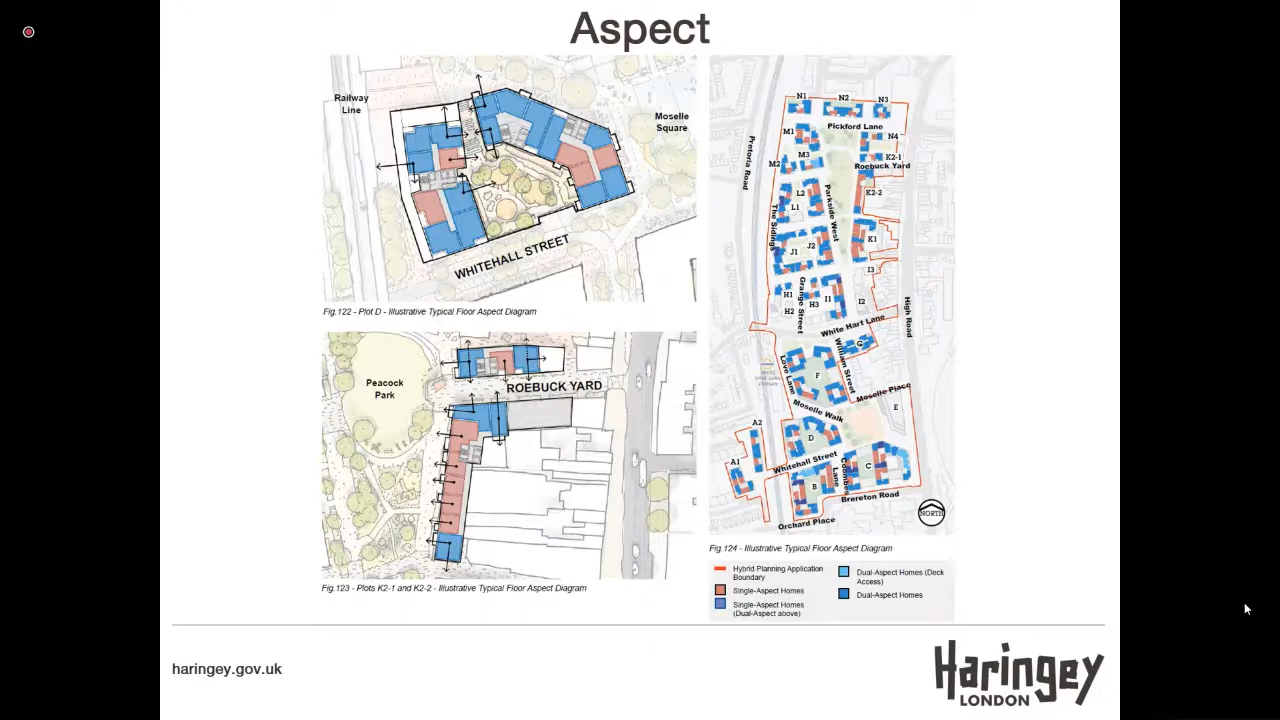 Aspect
Railway
Line
Moselle
Square
WHITEHALL STREET
Fig.122 - Plot D - Illustrative Typical Floor Aspect Diagram
Peacock
Park
ROEBUCK YARD
Fig.123 - Plots K2-1 and K2-2 - Illustrative Typical Floor Aspect Diagram
N1
N2
N3
Pickford Lane
M1
N4
M3
K2-1
M2
Roebuck Yard
Pretoria Road
L2
K2-2
L1
Parkside West
The Sidings
K1
J2
J1
I3
H1
Grange Street
I1
H3
I2
H2
High Road
White Hart Lane
G
William Street
Love Lane
F
Moselle Place
E
Moselle Walk
A2
D
Whitehall Street
A1
Coombes
Lane
C
B
Brereton Road
Orchard Place
NORTH
Fig.124 - Illustrative Typical Floor Aspect Diagram
Hybrid Planning Application
Boundary
Single-Aspect Homes
Single-Aspect Homes
(Dual-Aspect above)
Dual-Aspect Homes (Deck
Access)
Dual-Aspect Homes
haringey.gov.uk
Haringey
LONDON